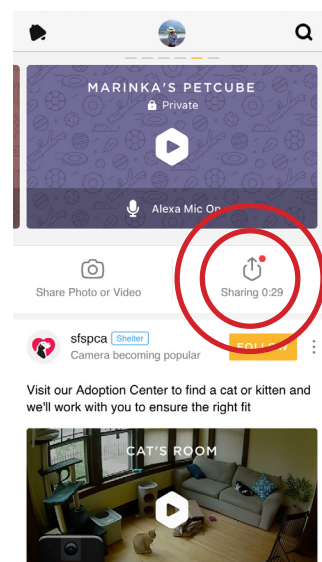 MARINKA'S PETCUBE
Private
Alexa Mic On
Share Photo or Video
Sharing 0:29
sfspca Shelter
Camera becoming popular
FOLLOW
Visit our Adoption Center to find a cat or kitten and
we'll work with you to ensure the right fit
CAT'S ROOM